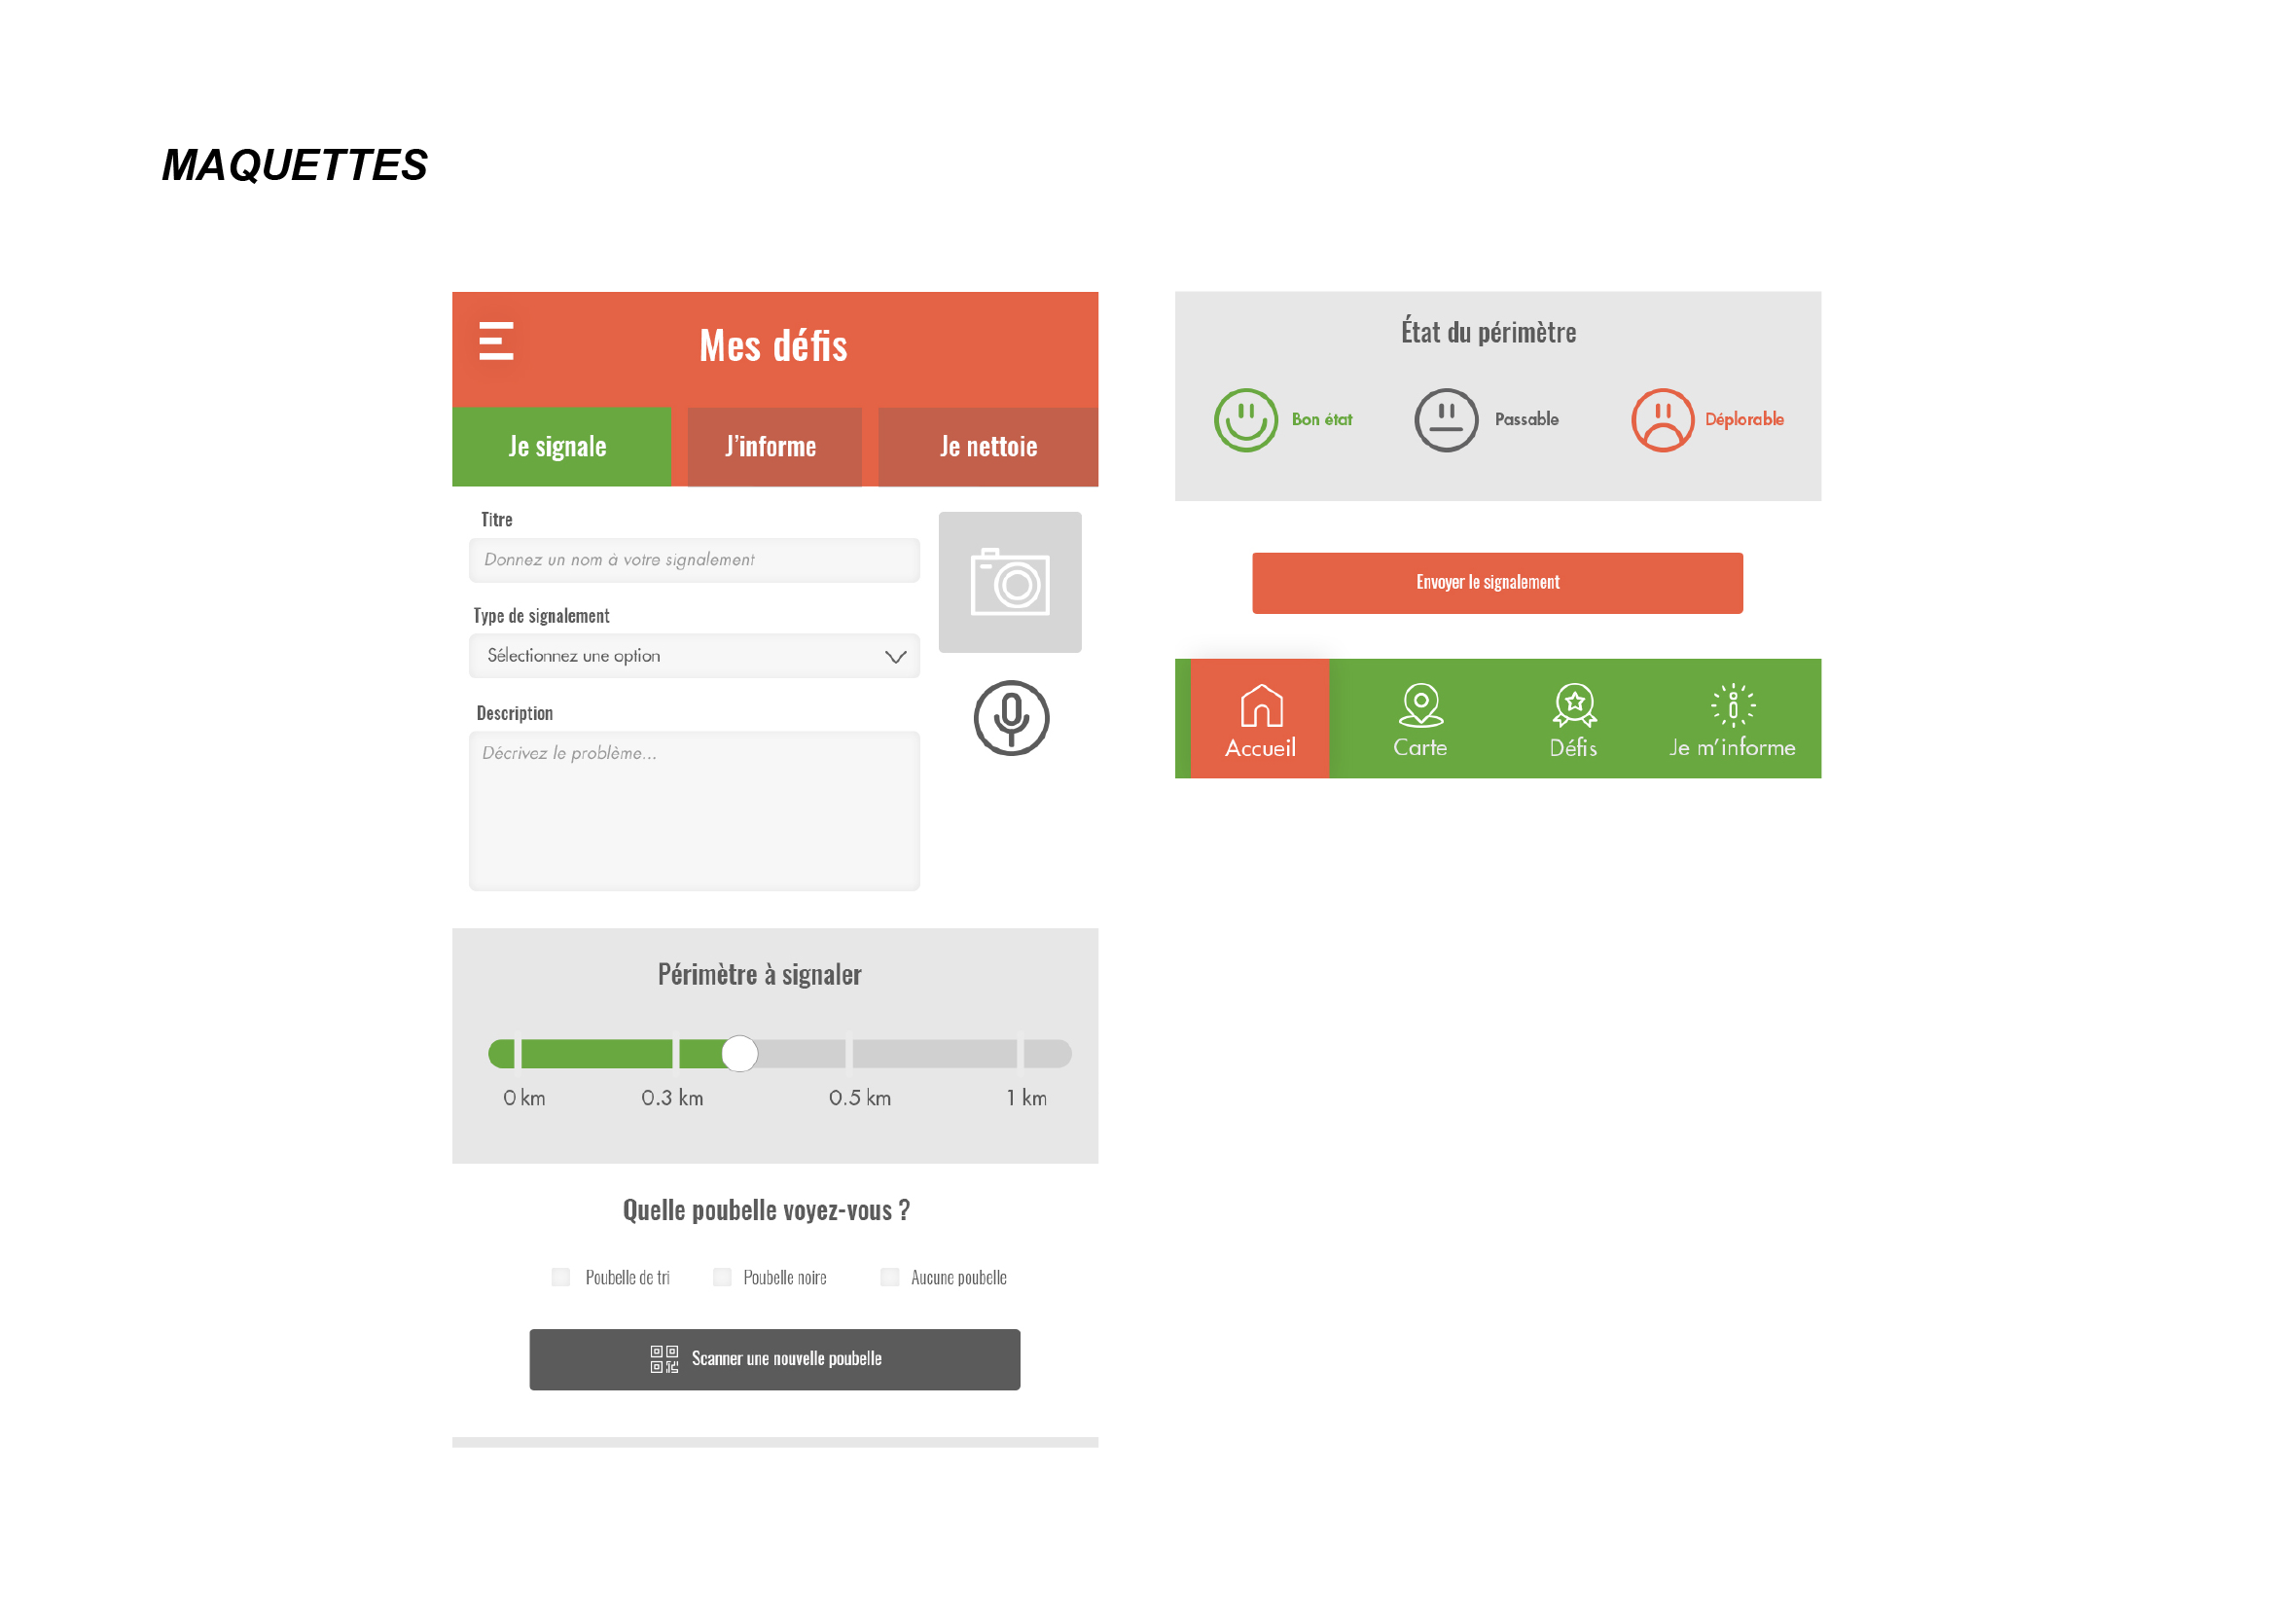 MAQUETTES
Mes défis
Je signale
J'informe
Je nettoie
Titre
Donnez un nom à votre signalement
Type de signalement
Sélectionnez une option
Description
Décrivez le problème...
Périmètre à signaler
0 km
0.3 km
0.5 km
1 km
Quelle poubelle voyez-vous ?
Poubelle de tri
Poubelle noire
Aucune poubelle
Scanner une nouvelle poubelle
État du périmètre
Bon état
Passable
Déplorable
Envoyer le signalement
Accueil
Carte
Défis
Je m'informe